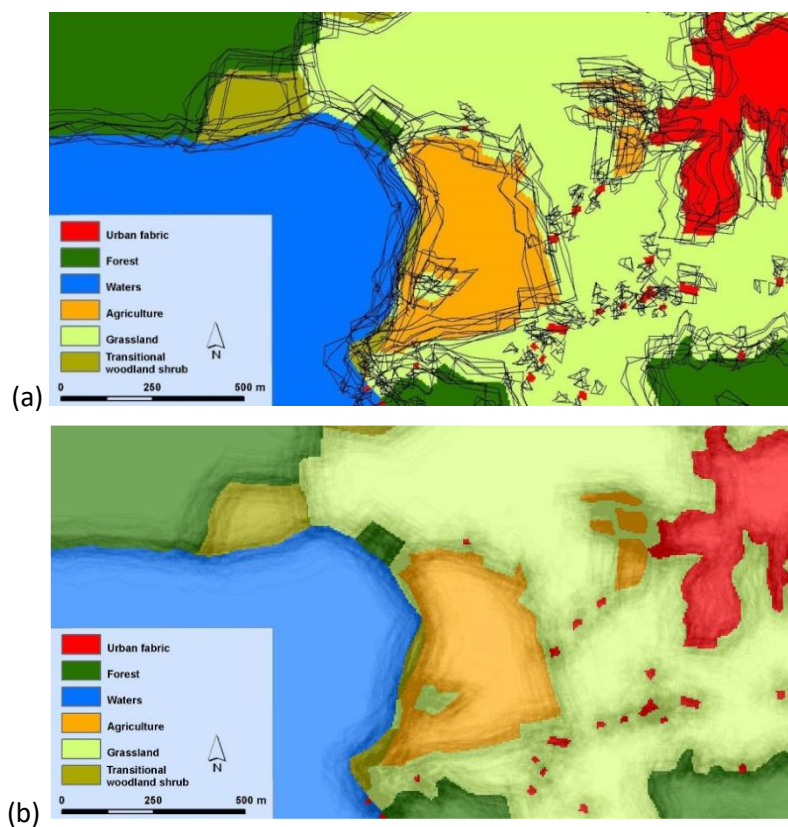 Urban fabric
Forest
Waters
Agriculture
Grassland
Transitional
woodland shrub
N
0 250 500 m
(a)
Urban fabric
Forest
Waters
Agriculture
Grassland
Transitional
woodland shrub
N
0 250 500 m
(b)